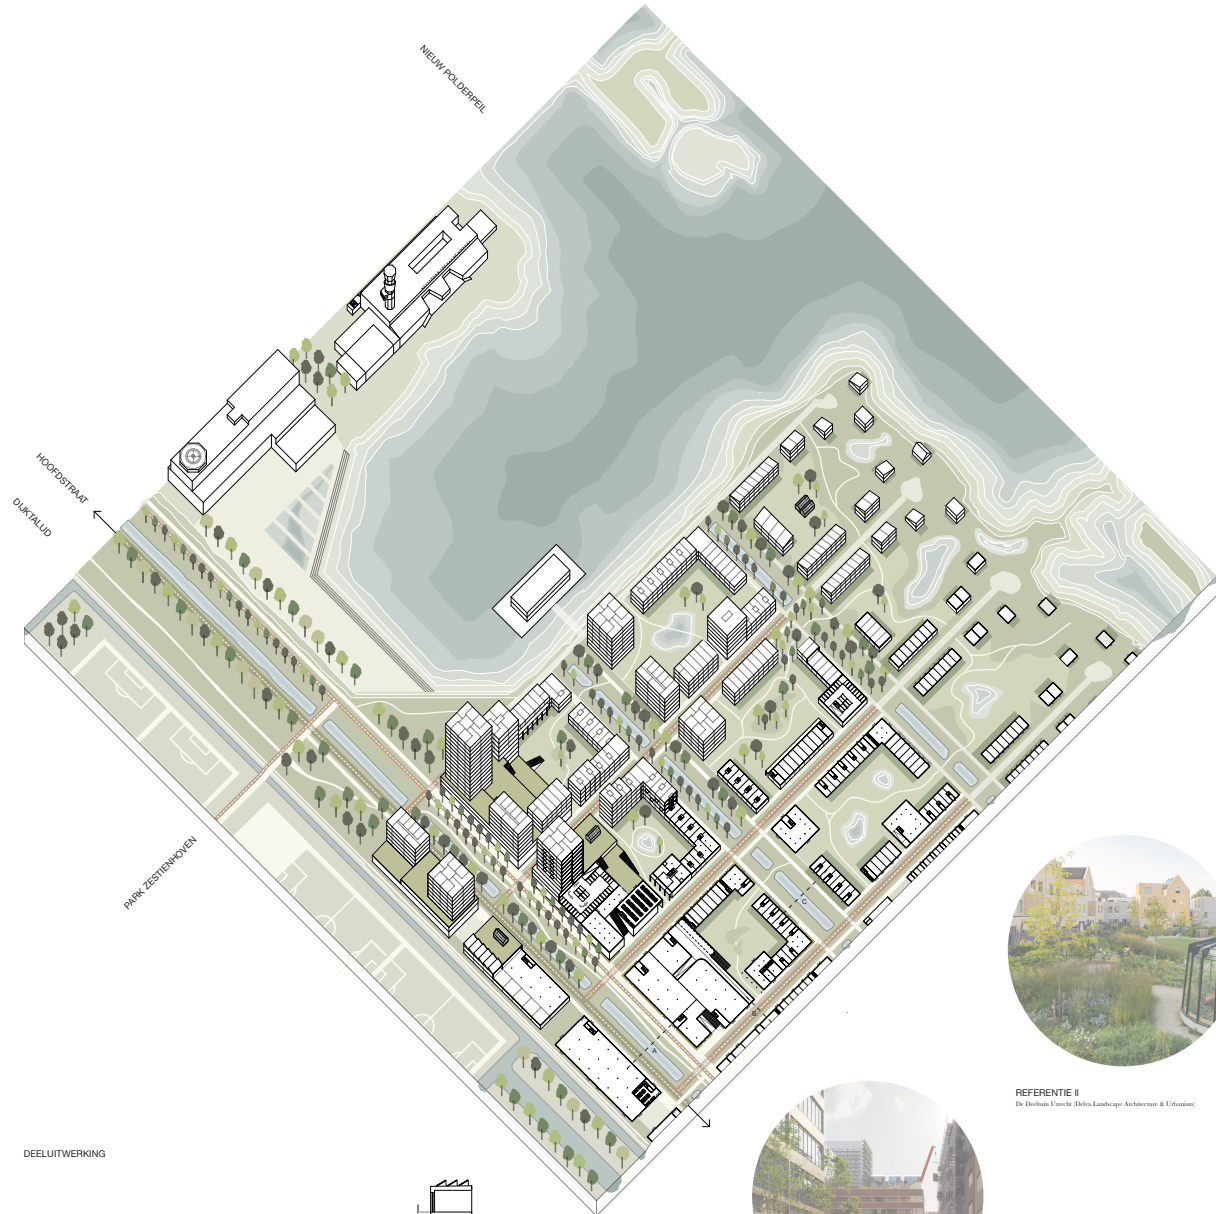 NIEUW POLDERPEIL
HOOFDSTRAAT
DIJKTALUD
PARK ZESTIENHOVEN
C
B
A
REFERENTIE II
De Deeltuin Utrecht (Delva Landscape Architecture & Urbanism)
DEELUITWERKING